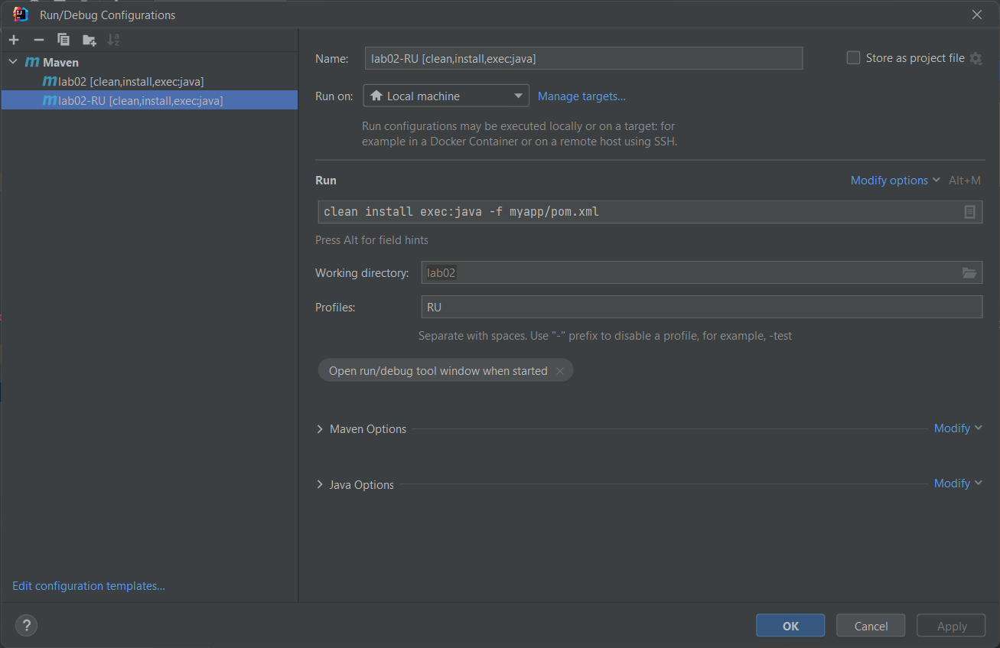 Run/Debug Configurations
Maven
lab02 [clean,install,exec:java]
lab02-RU [clean,install,exec:java]
Edit configuration templates...
Name: lab02-RU [clean,install,exec:java] Store as project file
Run on: Local machine Manage targets...
Run configurations may be executed locally or on a target: for
example in a Docker Container or on a remote host using SSH.
Run Modify options Alt+M
clean install exec:java -f myapp/pom.xml
Press Alt for field hints
Working directory: lab02
Profiles: RU
Separate with spaces. Use "-" prefix to disable a profile, for example, -test
Open run/debug tool window when started
Maven Options Modify
Java Options Modify
? OK Cancel Apply